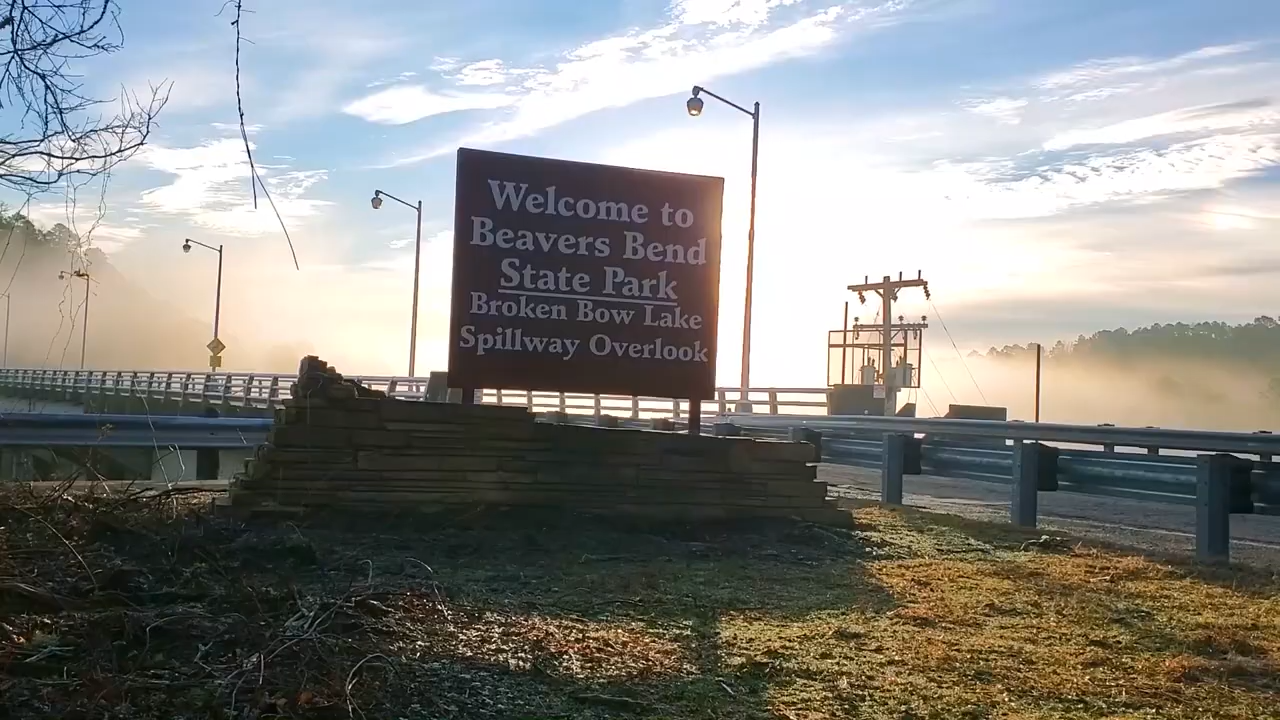 Welcome to
Beavers Bend
State Park
Broken Bow Lake
Spillway Overlook